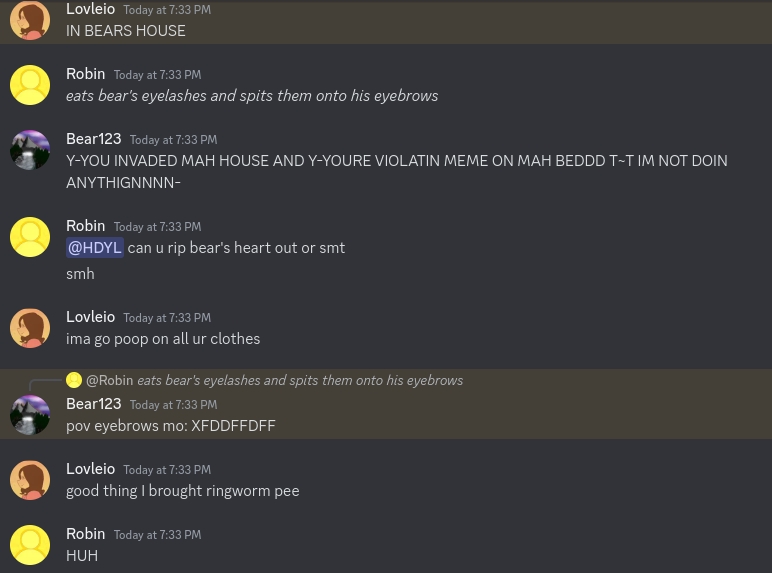 Lovleio Today at 7:33 PM
IN BEARS HOUSE
Robin Today at 7:33 PM
eats bear's eyelashes and spits them onto his eyebrows
Bear123 Today at 7:33 PM
Y-YOU INVADED MAH HOUSE AND Y-YOURE VIOLATIN MEME ON MAH BEDDD T~T IM NOT DOIN
ANYTHIGNNNN-
Robin Today at 7:33 PM
@HDYL can u rip bear's heart out or smt
smh
Lovleio Today at 7:33 PM
ima go poop on all ur clothes
@Robin eats bear's eyelashes and spits them onto his eyebrows
Bear123 Today at 7:33 PM
pov eyebrows mo: XFDDFFDFF
Lovleio Today at 7:33 PM
good thing I brought ringworm pee
Robin Today at 7:33 PM
HUH